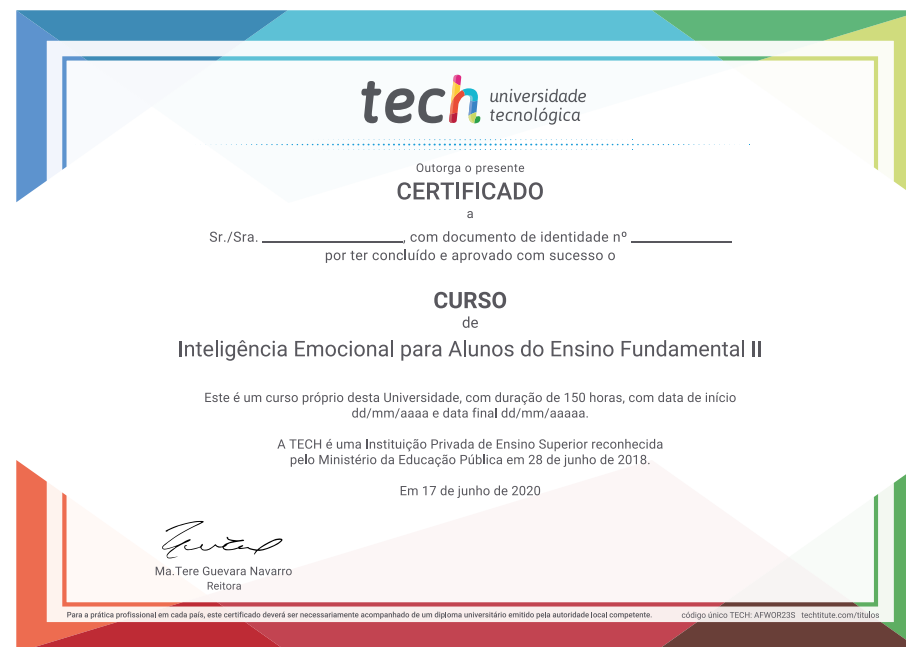 tech universidade
tecnológica
Outorga o presente
CERTIFICADO
a
Sr./Sra. ____________, com documento de identidade nº ____________
por ter concluído e aprovado com sucesso o
CURSO
de
Inteligência Emocional para Alunos do Ensino Fundamental II
Este é um curso próprio desta Universidade, com duração de 150 horas, com data de início
dd/mm/aaaa e data final dd/mm/aaaaa.
A TECH é uma Instituição Privada de Ensino Superior reconhecida
pelo Ministério da Educação Pública em 28 de junho de 2018.
Em 17 de junho de 2020
Ma.Tere Guevara Navarro
Reitora
Para a prática profissional em cada país, este certificado deverá ser necessariamente acompanhado de um diploma universitário emitido pela autoridade local competente. código único TECH: AFWOR23S techtitute.com/titulos